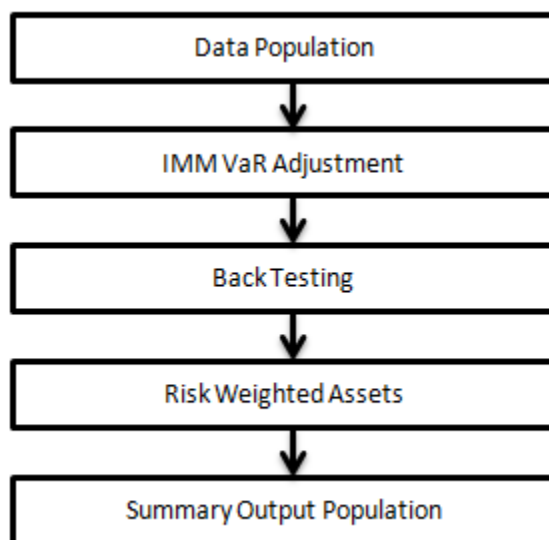 Data Population
IMM VaR Adjustment
Back Testing
Risk Weighted Assets
Summary Output Population